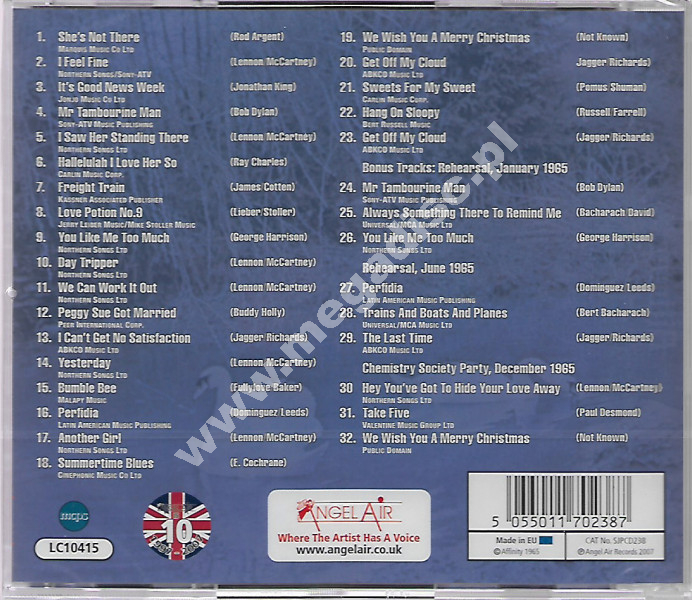 1. She's Not There (Rod Argent)
Marquis Music Co Ltd
2. I Feel Fine (Lennon/McCartney)
Northern Songs/Sony-ATV
3. It's Good News Week (Jonathan King)
Jonjo Music Co Ltd
4. Mr Tambourine Man (Bob Dylan)
Sony-ATV Music Publishing
5. I Saw Her Standing There (Lennon/McCartney)
Northern Songs Ltd
6. Hallelulah I Love Her So (Ray Charles)
Carlin Music Corp.
7. Freight Train (James/Cotten)
Kassner Associated Publisher
8. Love Potion No.9 (Lieber/Stoller)
Jerry Leiber Music/Mike Stoller Music
9. You Like Me Too Much (George Harrison)
Northern Songs Ltd
10. Day Tripper (Lennon/McCartney)
Northern Songs Ltd
11. We Can Work It Out (Lennon/McCartney)
Northern Songs Ltd
12. Peggy Sue Got Married (Buddy Holly)
Peer International Corp.
13. I Can't Get No Satisfaction (Jagger/Richards)
ABKCO Music Ltd
14. Yesterday (Lennon/McCartney)
Northern Songs Ltd
15. Bumble Bee (Fullylove/Baker)
Malapy Music
16. Perfidia (Dominguez/Leeds)
Latin American Music Publishing
17. Another Girl (Lennon/McCartney)
Northern Songs Ltd
18. Summertime Blues (E. Cochrane)
Cinephonic Music Co Ltd
19. We Wish You A Merry Christmas (Not Known)
Public Domain
20. Get Off My Cloud Jagger/Richards)
ABKCO Music Ltd
21. Sweets For My Sweet (Pomus/Shuman)
Carlin Music Corp.
22. Hang On Sloopy (Russell/Farrell)
Bert Russell Music
23. Get Off My Cloud (Jagger/Richards)
ABKCO Music Ltd
Bonus Tracks: Rehearsal, January 1965
24. Mr Tambourine Man (Bob Dylan)
Sony-ATV Music Publishing
25. Always Something There To Remind Me (Bacharach David)
Universal/MCA Music Ltd
26. You Like Me Too Much (George Harrison)
Northern Songs Ltd
Rehearsal, June 1965
27. Perfidia (Dominguez/Leeds)
Latin American Music Publishing
28. Trains And Boats And Planes (Bert Bacharach)
Universal/MCA Music Ltd
29. The Last Time (Jagger/Richards)
ABKCO Music Ltd
Chemistry Society Party, December 1965
30 Hey You've Got To Hide Your Love Away (Lennon/McCartney)
Northern Songs Ltd
31. Take Five (Paul Desmond)
Valentine Music Group Ltd
32. We Wish You A Merry Christmas (Not Known)
Public Domain
www.megadisc.pl
mcps
LC10415
10
Angel Air
Where The Artist Has A Voice
www.angelair.co.uk
5 055011 702387
Made in EU
CAT No. SJPCD238
©Affinity 1965
℗Angel Air Records 2007